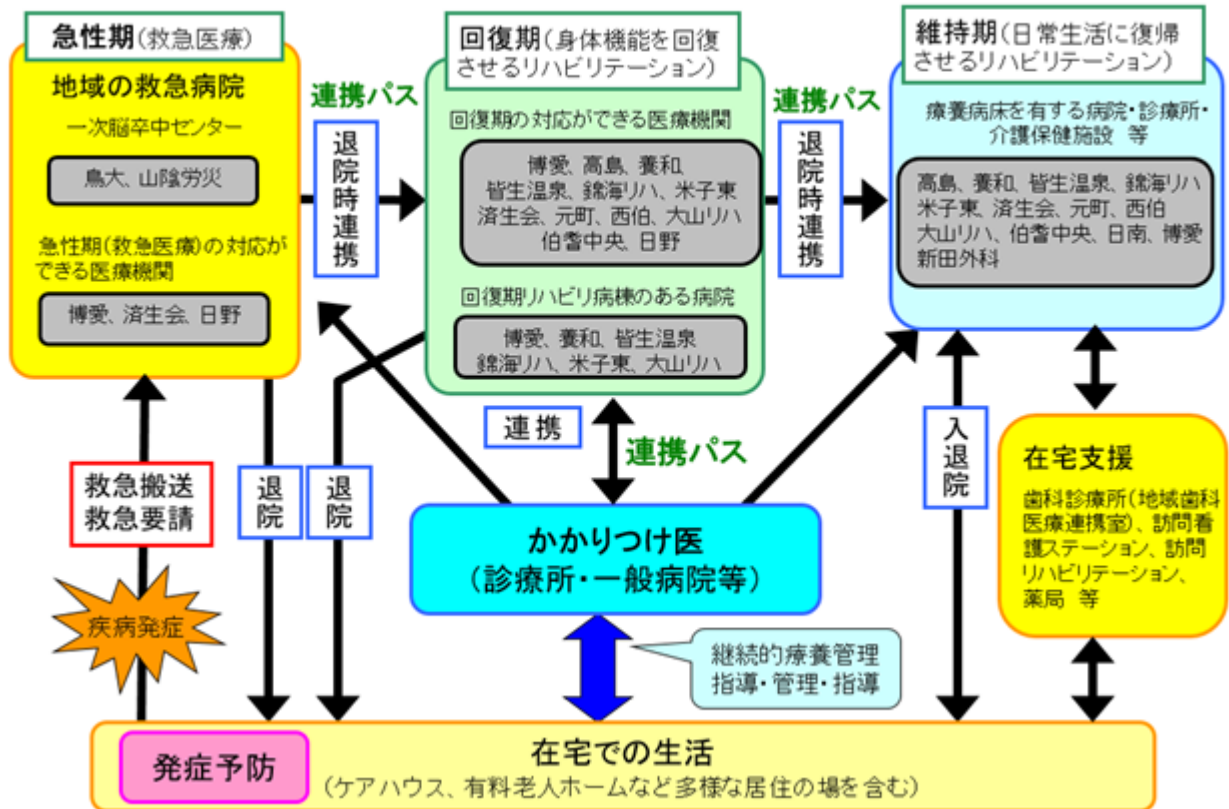 急性期(救急医療)
地域の救急病院
一次脳卒中センター
鳥大、山陰労災
急性期(救急医療)の対応が
できる医療機関
博愛、済生会、日野
連携パス
退院時連携
回復期(身体機能を回復
させるリハビリテーション)
回復期の対応ができる医療機関
博愛、高島、養和、
皆生温泉、錦海リハ、米子東
済生会、元町、西伯、大山リハ
伯耆中央、日野
回復期リハビリ病棟のある病院
博愛、養和、皆生温泉
錦海リハ、米子東、大山リハ
連携パス
退院時連携
維持期(日常生活に復帰
させるリハビリテーション)
療養病床を有する病院・診療所・
介護保健施設 等
高島、養和、皆生温泉、錦海リハ
米子東、済生会、元町、西伯
大山リハ、伯耆中央、日南、博愛
新田外科
救急搬送
救急要請
疾病発症
退院
退院
連携
連携パス
かかりつけ医
(診療所・一般病院等)
継続的療養管理
指導・管理・指導
入退院
在宅支援
歯科診療所(地域歯科
医療連携室)、訪問看
護ステーション、訪問
リハビリテーション、
薬局 等
発症予防
在宅での生活
(ケアハウス、有料老人ホームなど多様な居住の場を含む)